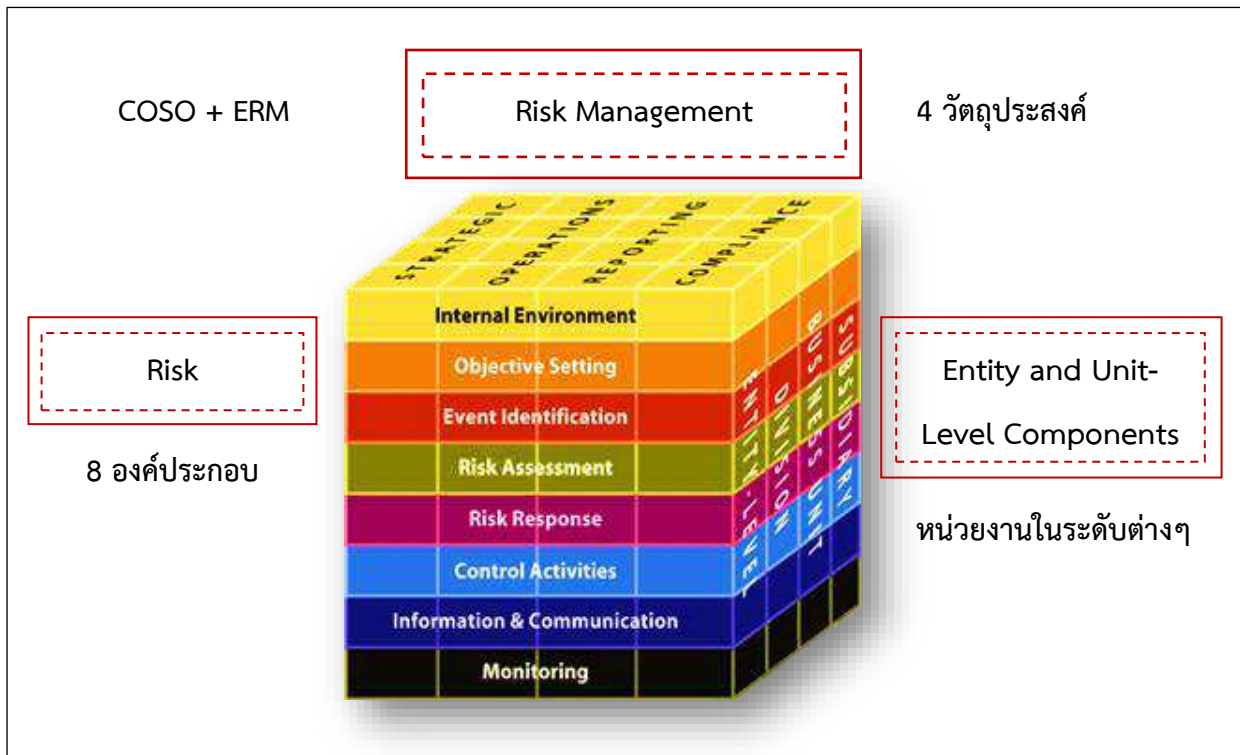 COSO + ERM
Risk Management
4 วัตถุประสงค์
STRATEGIC
OPERATIONS
REPORTING
COMPLIANCE
Internal Environment
Objective Setting
Event Identification
Risk Assessment
Risk Response
Control Activities
Information & Communication
Monitoring
ENTITY-LEVEL
DIVISION
BUSINESS UNIT
SUBSIDIARY
Risk
8 องค์ประกอบ
Entity and Unit-
Level Components
หน่วยงานในระดับต่างๆ